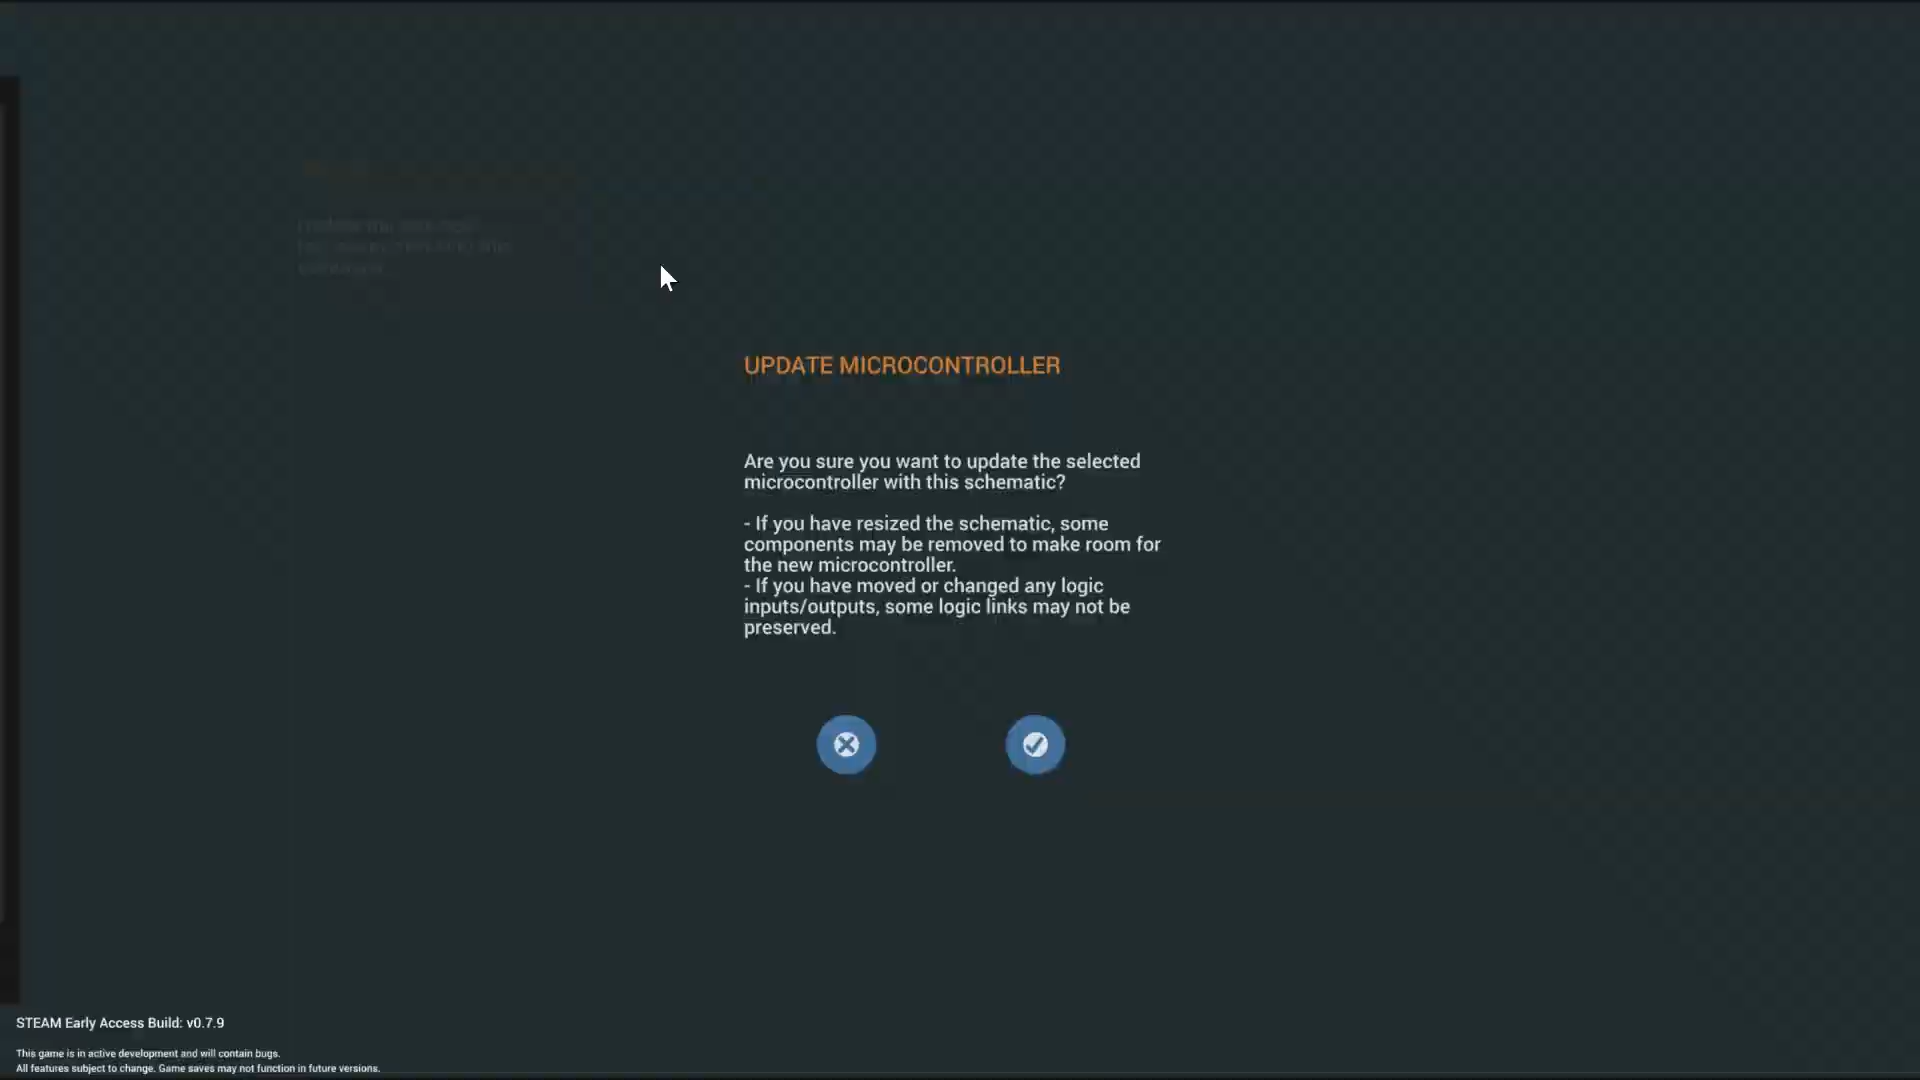 UPDATE MICROCONTROLLER
Are you sure you want to update the selected
microcontroller with this schematic?
- If you have resized the schematic, some
components may be removed to make room for
the new microcontroller.
- If you have moved or changed any logic
inputs/outputs, some logic links may not be
preserved.
STEAM Early Access Build: v0.7.9
This game is in active development and will contain bugs.
All features subject to change. Game saves may not function in future versions.